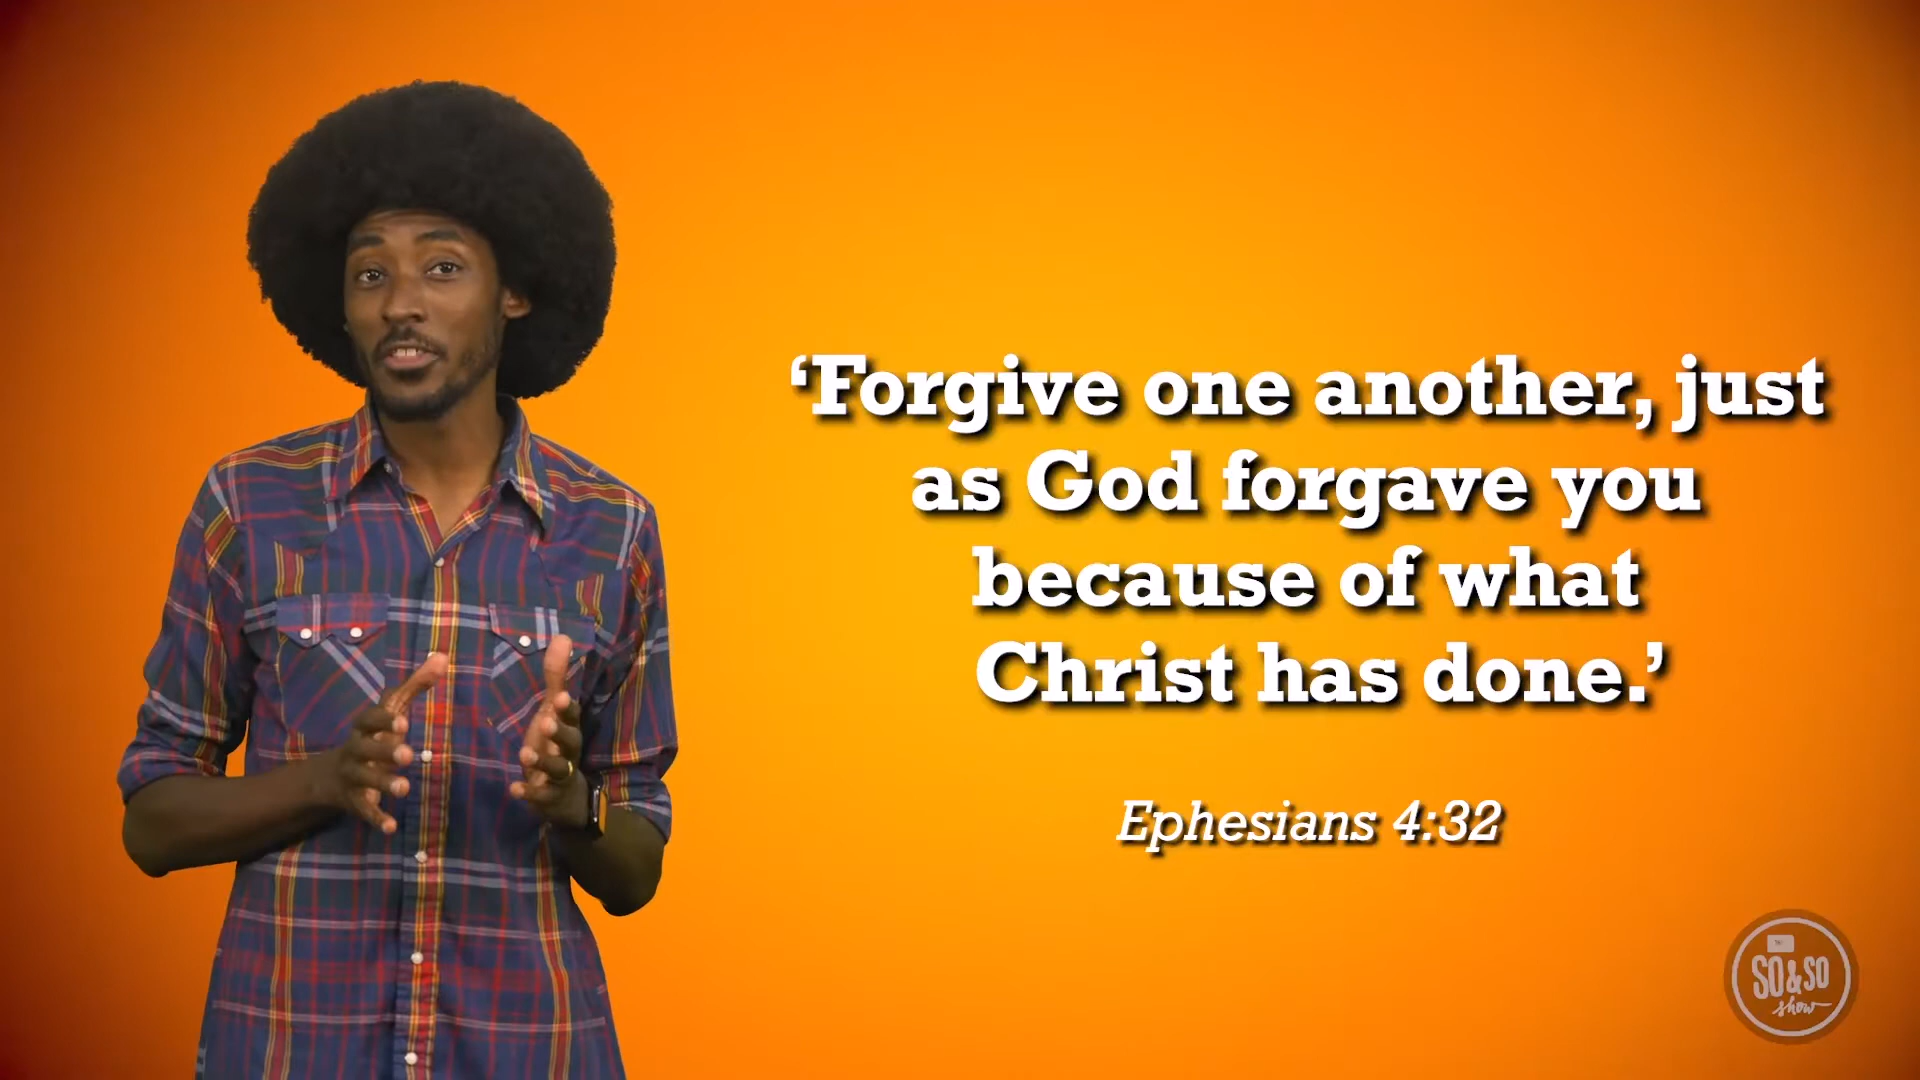 ‘Forgive one another, just
as God forgave you
because of what
Christ has done.’
Ephesians 4:32
SO & SO
show